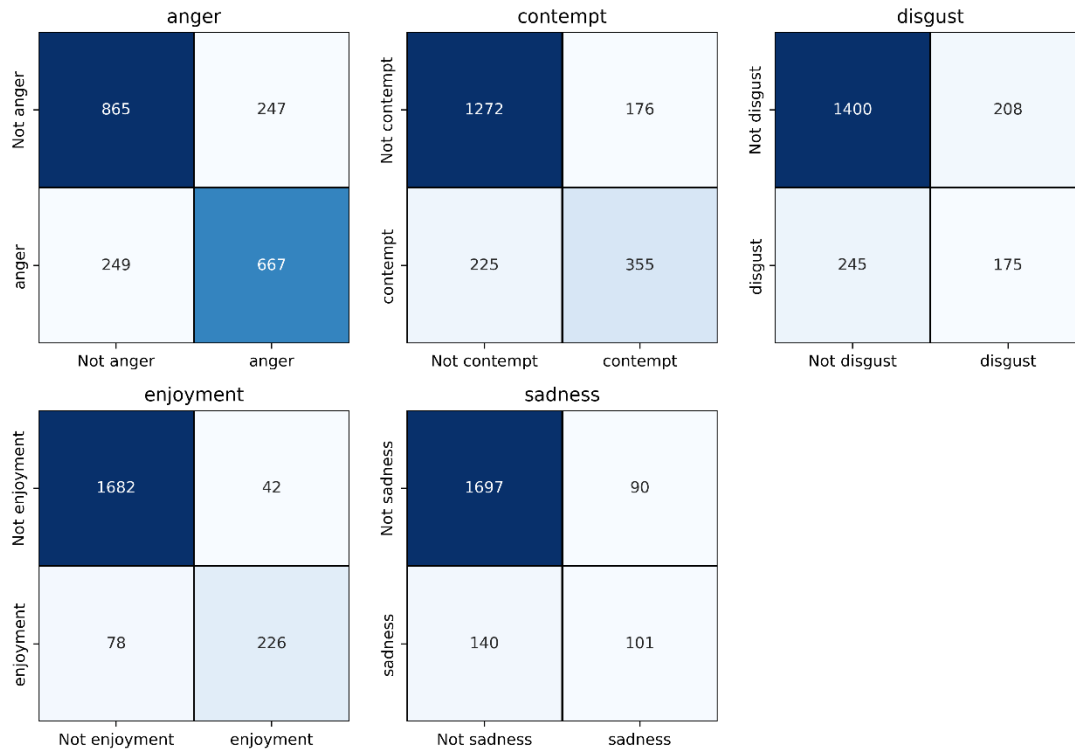 anger contempt disgust
Not anger 865 247 Not contempt 1272 176 Not disgust 1400 208
anger 249 667 contempt 225 355 disgust 245 175
Not anger anger Not contempt contempt Not disgust disgust
enjoyment sadness
Not enjoyment 1682 42 Not sadness 1697 90
enjoyment 78 226 sadness 140 101
Not enjoyment enjoyment Not sadness sadness